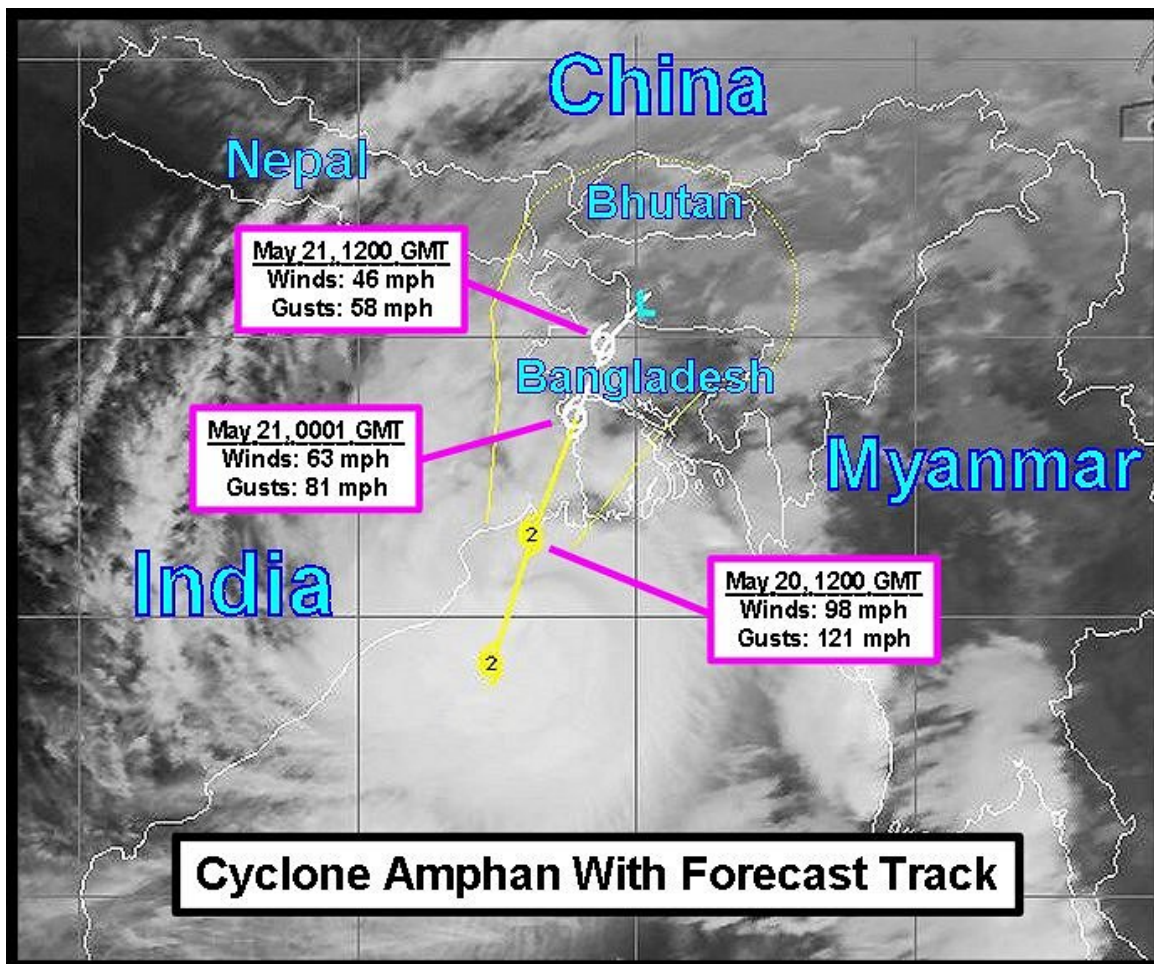 China
Nepal
Bhutan
May 21, 1200 GMT
Winds: 46 mph
Gusts: 58 mph
L
Bangladesh
May 21, 0001 GMT
Winds: 63 mph
Gusts: 81 mph
Myanmar
2
India
May 20, 1200 GMT
Winds: 98 mph
Gusts: 121 mph
2
Cyclone Amphan With Forecast Track